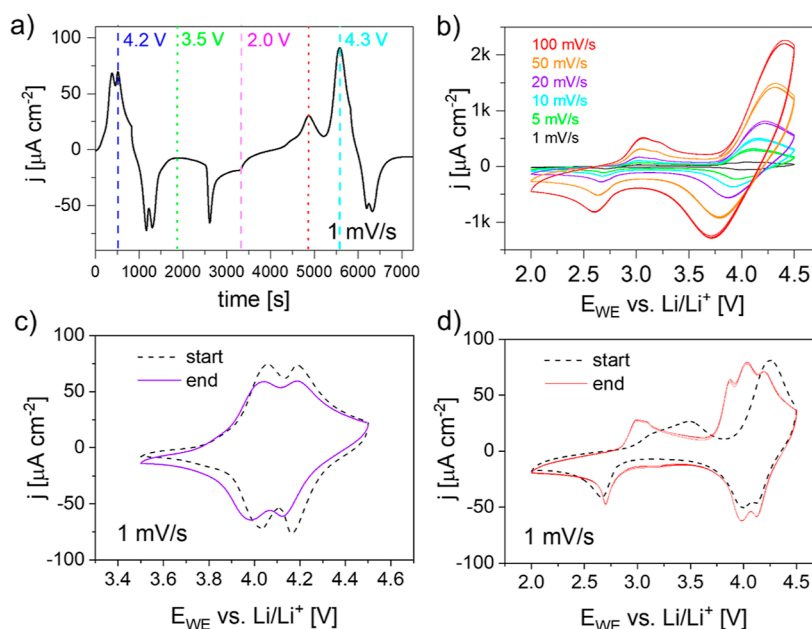 a)
4.2 V
3.5 V
2.0 V
4.3 V
j [µA cm⁻²]
100
50
0
-50
0 1000 2000 3000 4000 5000 6000 7000
time [s]
1 mV/s
b)
100 mV/s
50 mV/s
20 mV/s
10 mV/s
5 mV/s
1 mV/s
j [µA cm⁻²]
2k
1k
0
-1k
2.0 2.5 3.0 3.5 4.0 4.5
E_WE vs. Li/Li⁺ [V]
c)
start
end
j [µA cm⁻²]
100
50
0
-50
-100
3.4 3.6 3.8 4.0 4.2 4.4 4.6
1 mV/s
E_WE vs. Li/Li⁺ [V]
d)
start
end
j [µA cm⁻²]
100
50
0
-50
-100
2.0 2.5 3.0 3.5 4.0 4.5
1 mV/s
E_WE vs. Li/Li⁺ [V]